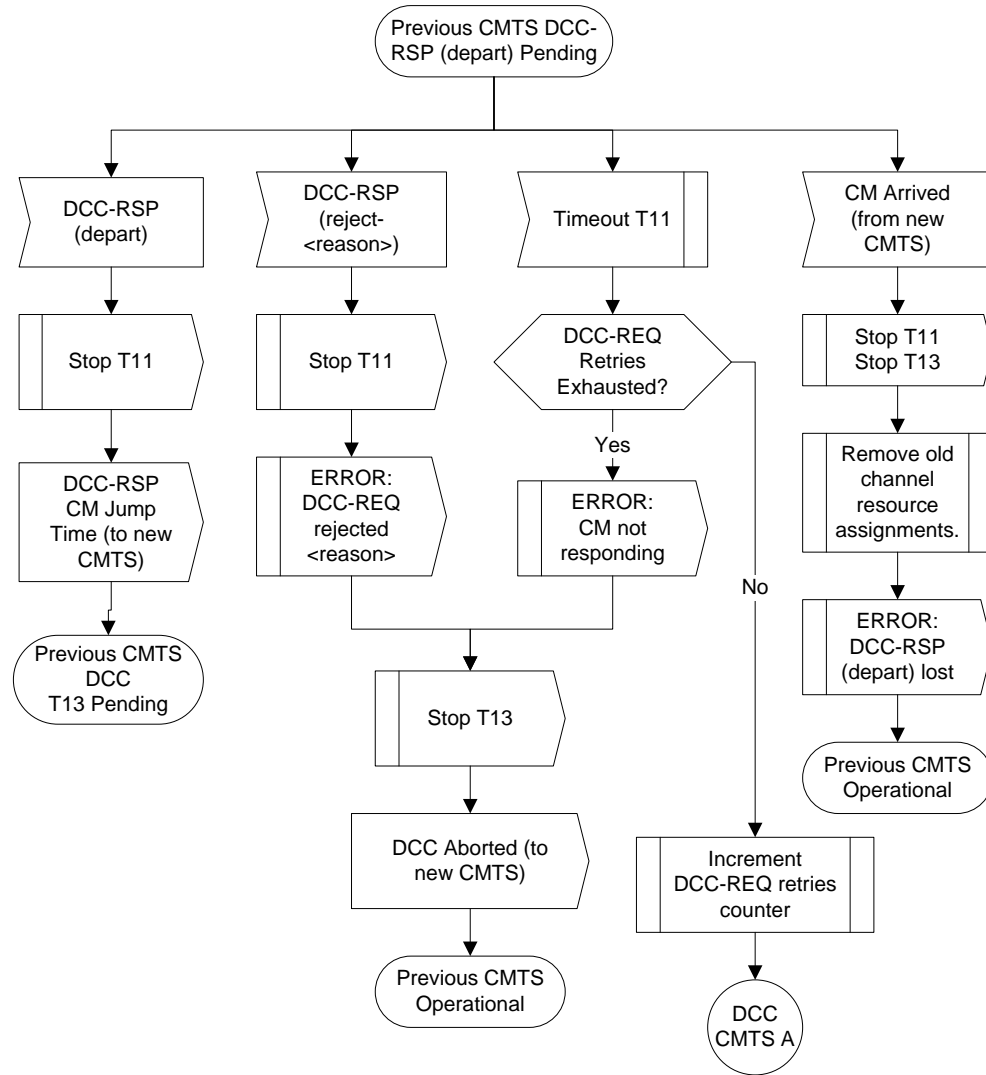 Previous CMTS DCC-
RSP (depart) Pending
DCC-RSP
(depart)
Stop T11
DCC-RSP
CM Jump
Time (to new
CMTS)
Previous CMTS
DCC
T13 Pending
DCC-RSP
(reject-
<reason>)
Stop T11
ERROR:
DCC-REQ
rejected
<reason>
Timeout T11
DCC-REQ
Retries
Exhausted?
Yes
ERROR:
CM not
responding
No
Stop T13
DCC Aborted (to
new CMTS)
Previous CMTS
Operational
Increment
DCC-REQ retries
counter
DCC
CMTS A
CM Arrived
(from new
CMTS)
Stop T11
Stop T13
Remove old
channel
resource
assignments.
ERROR:
DCC-RSP
(depart) lost
Previous CMTS
Operational